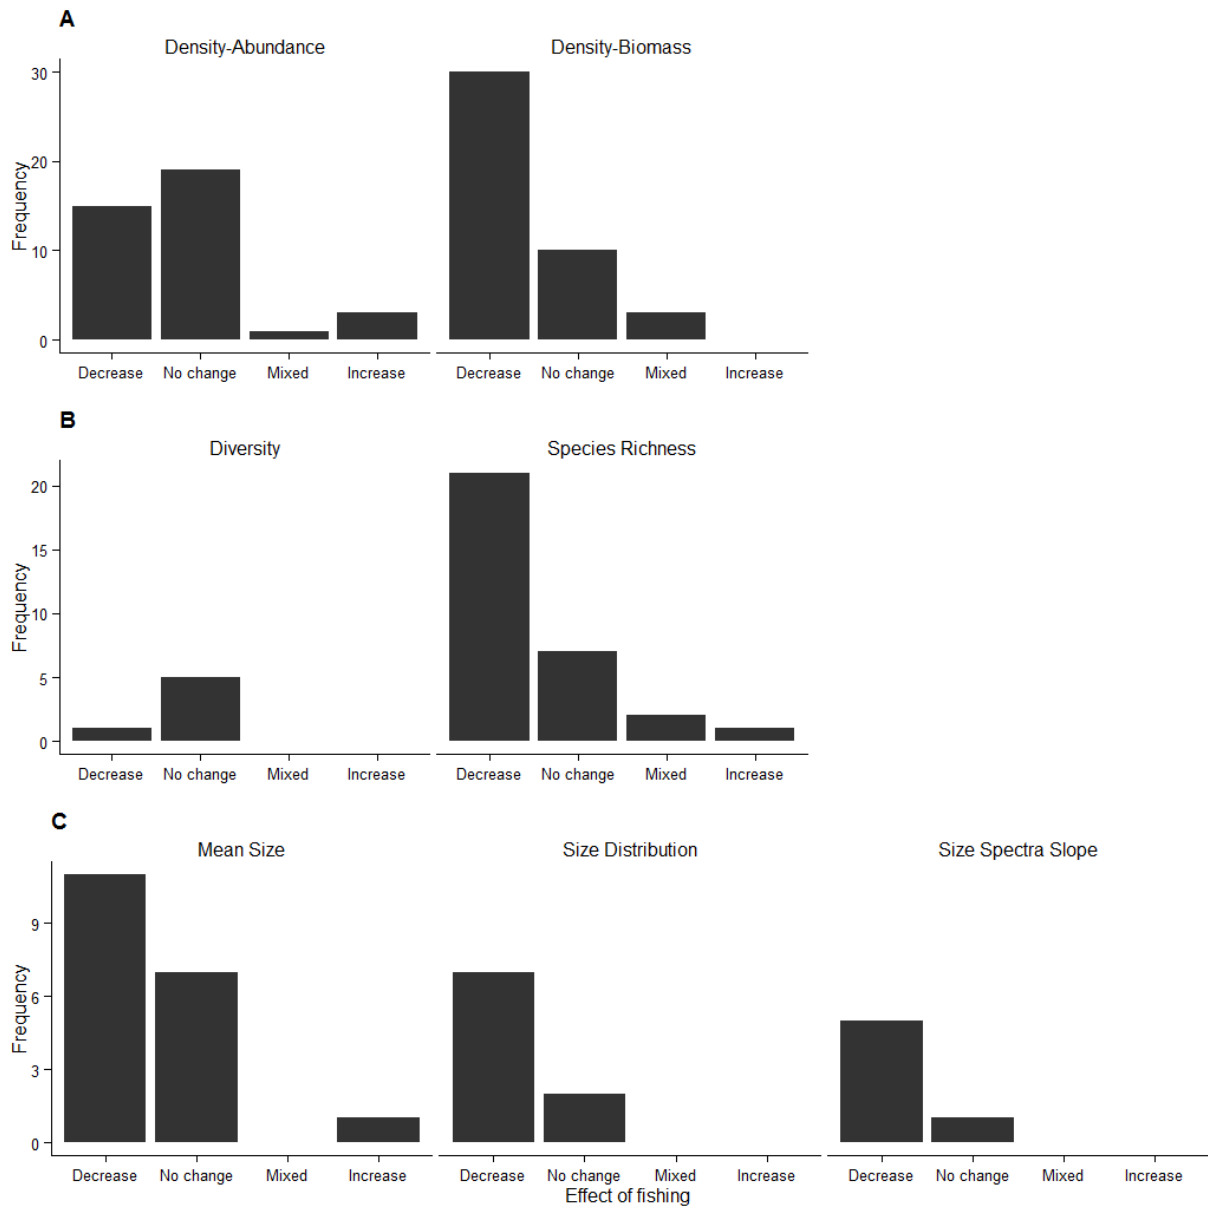 A
Density-Abundance Density-Biomass
Frequency
30
20
10
0
Decrease No change Mixed Increase Decrease No change Mixed Increase
B
Diversity Species Richness
Frequency
20
15
10
5
0
Decrease No change Mixed Increase Decrease No change Mixed Increase
C
Mean Size Size Distribution Size Spectra Slope
Frequency
9
6
3
0
Decrease No change Mixed Increase Decrease No change Mixed Increase Decrease No change Mixed Increase
Effect of fishing